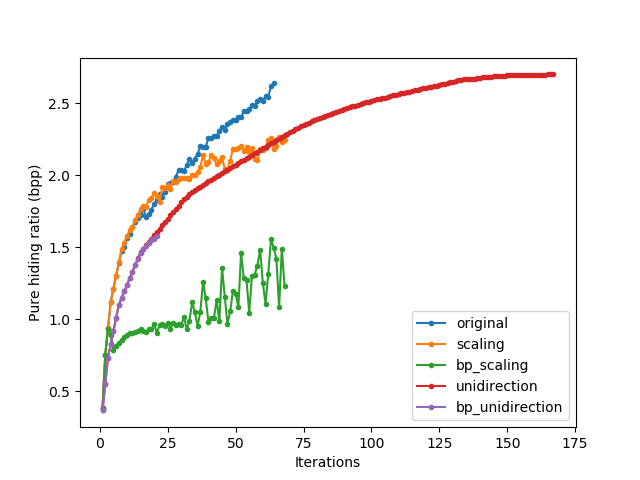 Pure hiding ratio (bpp)
2.5
2.0
1.5
1.0
0.5
0 25 50 75 100 125 150 175
Iterations
original
scaling
bp_scaling
unidirection
bp_unidirection